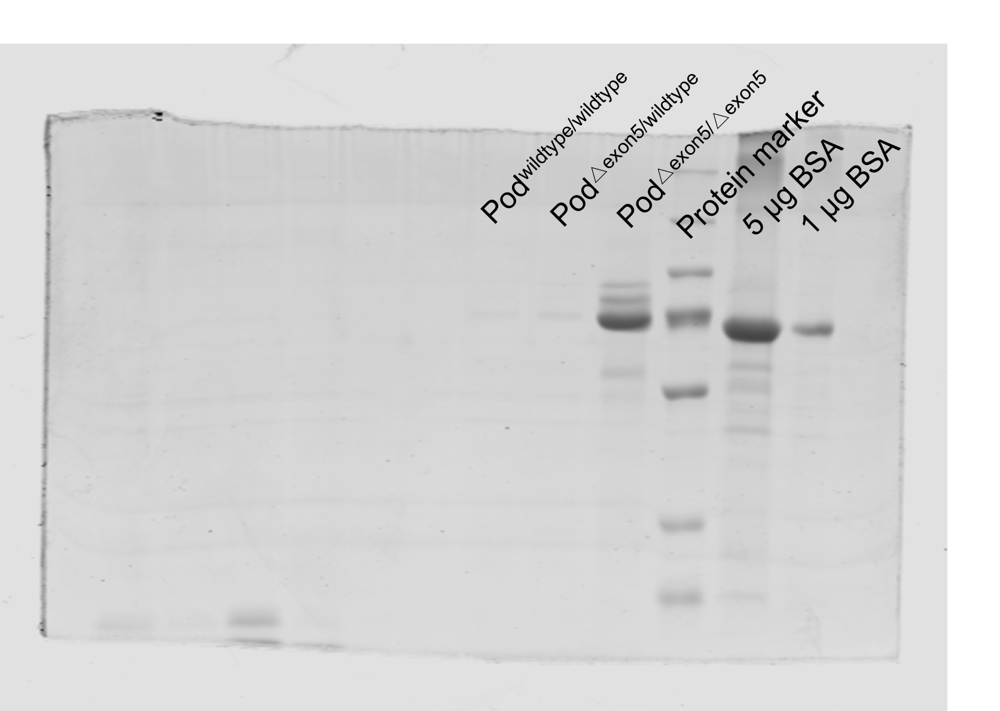 Podwildtype/wildtype
Pod△exon5/wildtype
Pod△exon5/△exon5
Protein marker
5 µg BSA
1 µg BSA